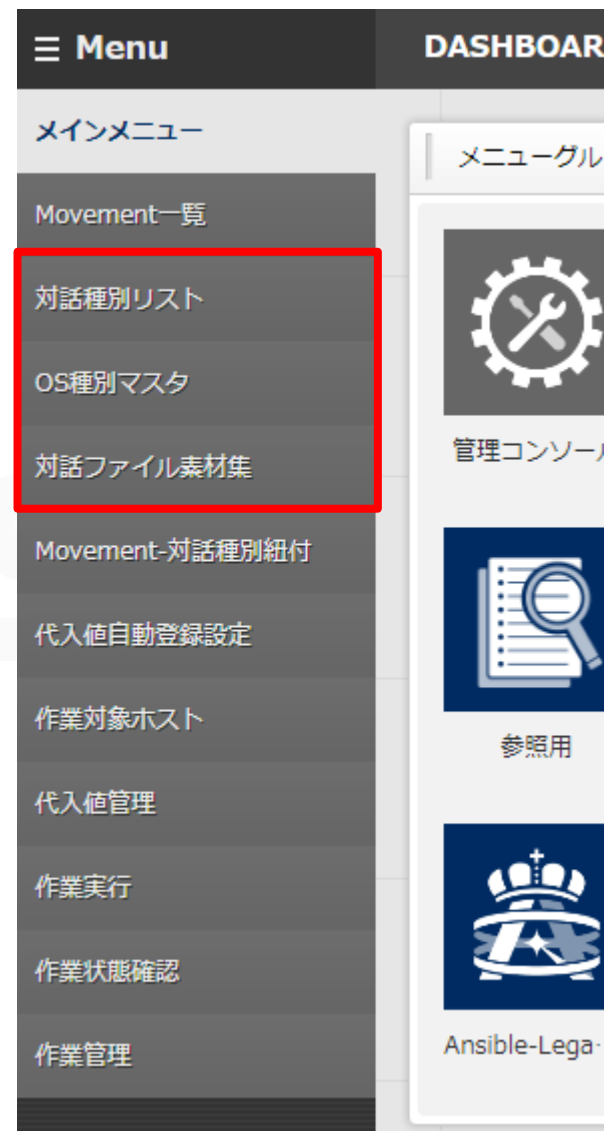 ☰ Menu
DASHBOAR
メインメニュー
メニューグル
Movement一覧
対話種別リスト
OS種別マスタ
対話ファイル素材集
管理コンソール
Movement-対話種別紐付
代入値自動登録設定
作業対象ホスト
参照用
代入値管理
作業実行
作業状態確認
作業管理
Ansible-Lega